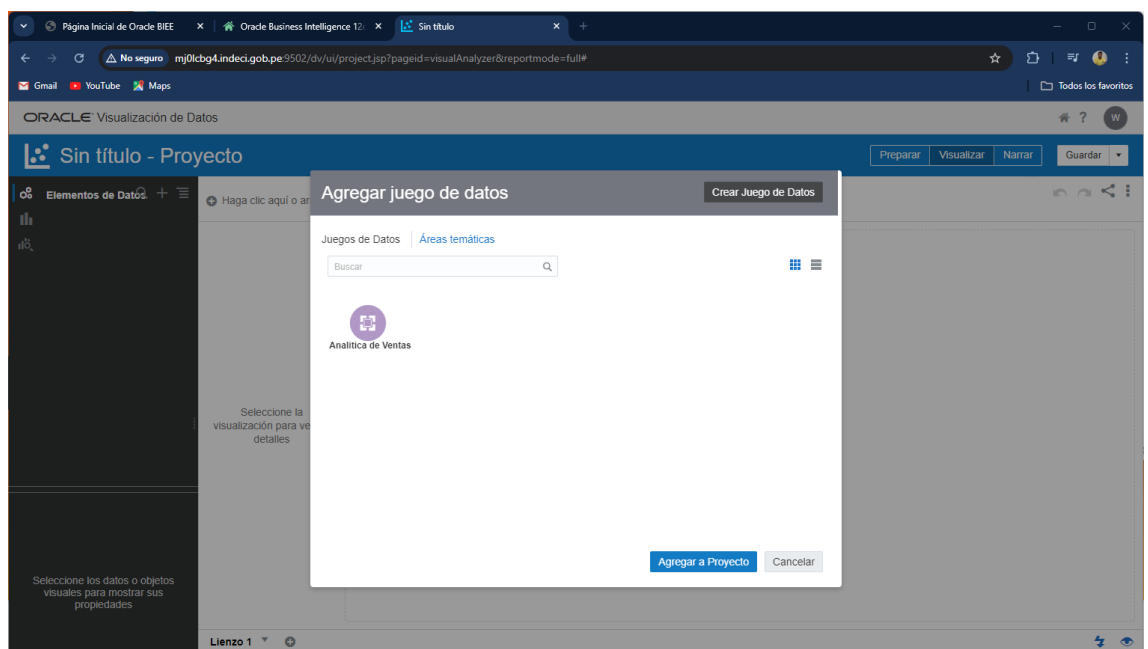 Página Inicial de Oracle BIEE
Oracle Business Intelligence 12c
Sin título
No seguro
mj0lcbg4.indeci.gob.pe:9502/dv/ui/project.jsp?pageid=visualAnalyzer&reportmode=full#
Gmail
YouTube
Maps
Todos los favoritos
ORACLE Visualización de Datos
?
W
Sin título - Proyecto
Preparar
Visualizar
Narrar
Guardar
Elementos de Datos
Haga clic aquí o ar
Agregar juego de datos
Crear Juego de Datos
Juegos de Datos
Áreas temáticas
Buscar
Analitica de Ventas
Seleccione la
visualización para ve
detalles
Agregar a Proyecto
Cancelar
Seleccione los datos o objetos
visuales para mostrar sus
propiedades
Lienzo 1